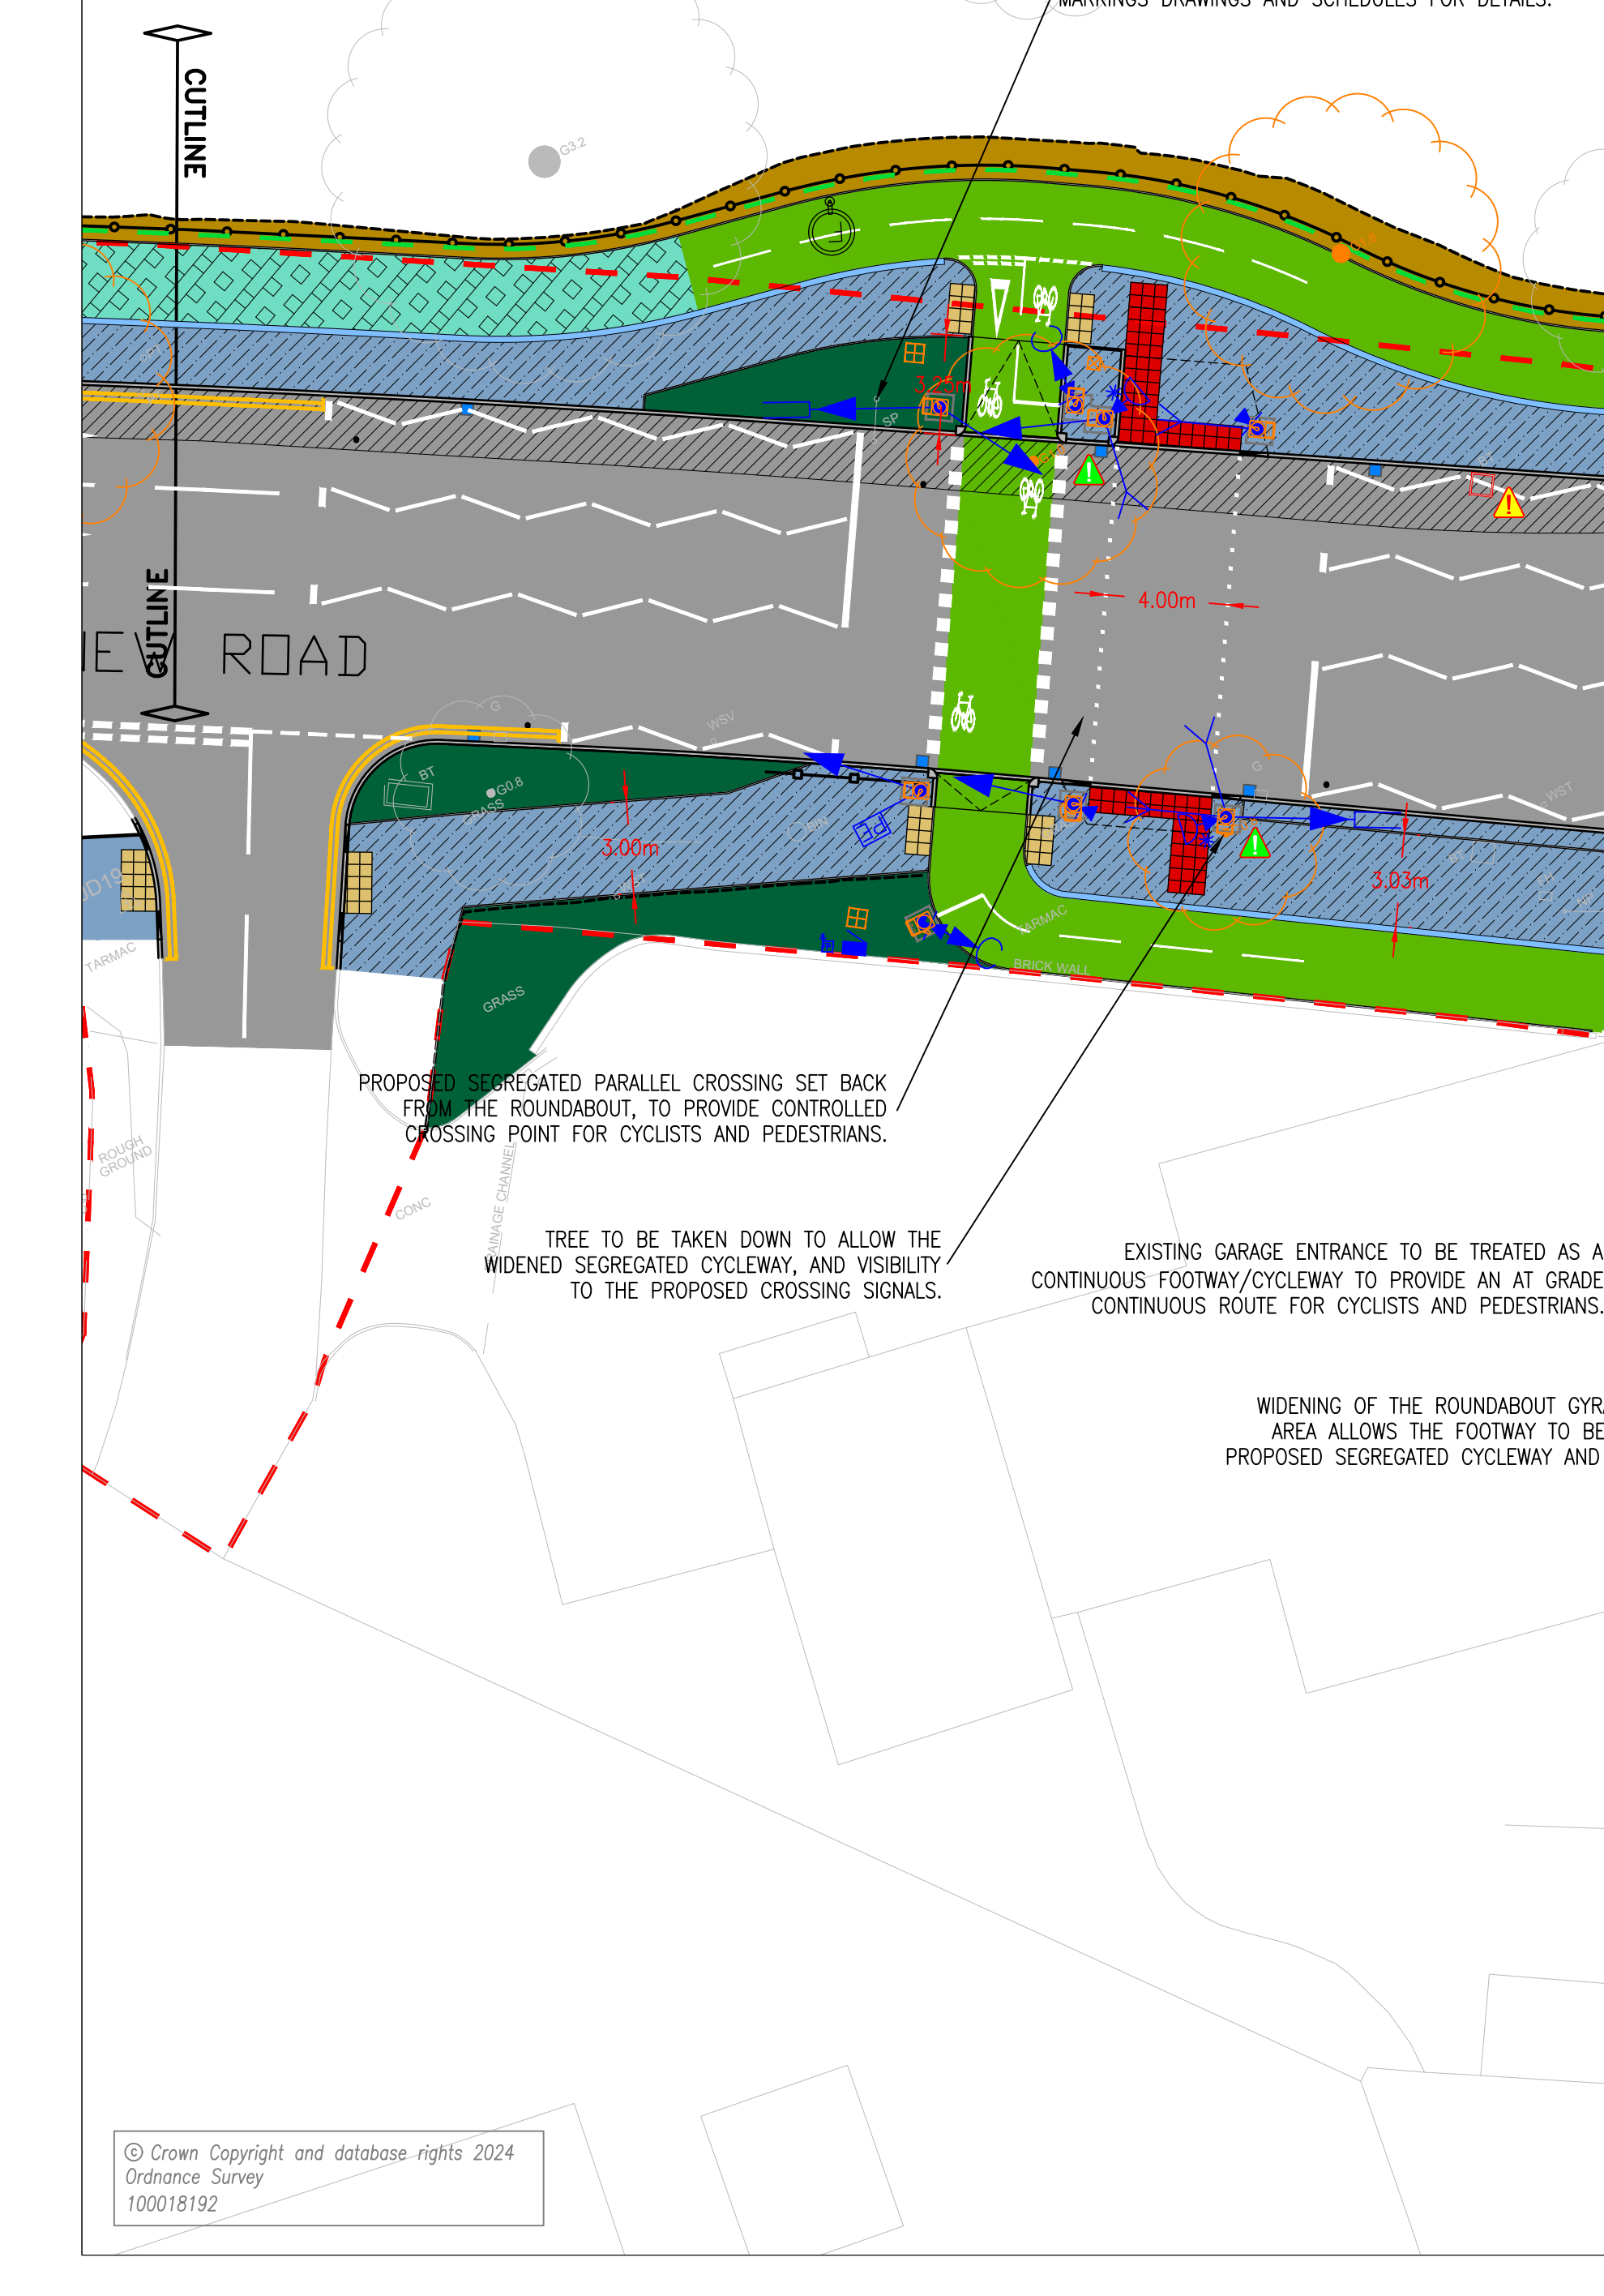 MARKINGS DRAWINGS AND SCHEDULES FOR DETAILS.
CUTLINE
G3.2
3.25m
SP
4.00m
CUTLINE
ROAD
G
WSV
BT
G0.8
GRASS
BIN
3.00m
G
WST
BT
3.03m
TARMAC
TARMAC
BRICK WALL
GRASS
PROPOSED SEGREGATED PARALLEL CROSSING SET BACK
FROM THE ROUNDABOUT, TO PROVIDE CONTROLLED
CROSSING POINT FOR CYCLISTS AND PEDESTRIANS.
ROUGH
GROUND
CONC
CHANNEL
TREE TO BE TAKEN DOWN TO ALLOW THE
WIDENED SEGREGATED CYCLEWAY, AND VISIBILITY
TO THE PROPOSED CROSSING SIGNALS.
EXISTING GARAGE ENTRANCE TO BE TREATED AS A
CONTINUOUS FOOTWAY/CYCLEWAY TO PROVIDE AN AT GRADE
CONTINUOUS ROUTE FOR CYCLISTS AND PEDESTRIANS.
WIDENING OF THE ROUNDABOUT GYRA
AREA ALLOWS THE FOOTWAY TO BE
PROPOSED SEGREGATED CYCLEWAY AND
© Crown Copyright and database rights 2024
Ordnance Survey
100018192